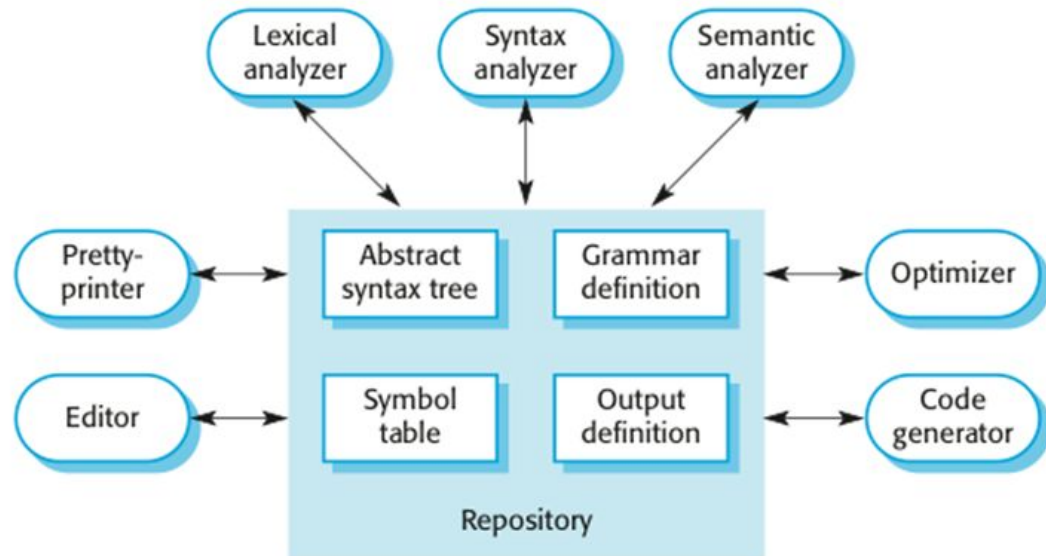 Lexical
analyzer
Syntax
analyzer
Semantic
analyzer
Pretty-
printer
Abstract
syntax tree
Grammar
definition
Optimizer
Editor
Symbol
table
Output
definition
Code
generator
Repository